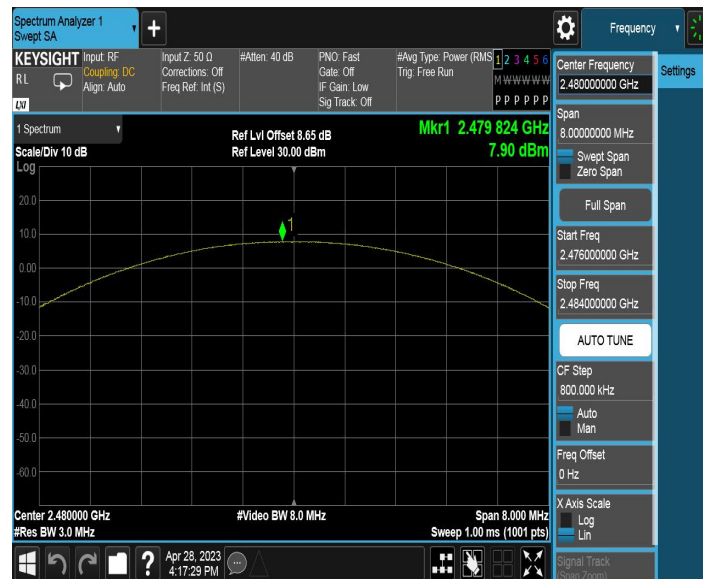 Spectrum Analyzer 1
Swept SA
+
Frequency
KEYSIGHT
RL
LXI
Input: RF
Coupling: DC
Align: Auto
Input Z: 50 Ω
Corrections: Off
Freq Ref: Int (S)
#Atten: 40 dB
PNO: Fast
Gate: Off
IF Gain: Low
Sig Track: Off
#Avg Type: Power (RMS
Trig: Free Run
1 2 3 4 5 6
M W W W W W
P P P P P P
1 Spectrum
Scale/Div 10 dB
Ref Lvl Offset 8.65 dB
Ref Level 30.00 dBm
Mkr1 2.479 824 GHz
7.90 dBm
Log
20.0
10.0
0.00
-10.0
-20.0
-30.0
-40.0
-50.0
-60.0
1
Center 2.480000 GHz
#Res BW 3.0 MHz
#Video BW 8.0 MHz
Span 8.000 MHz
Sweep 1.00 ms (1001 pts)
?
Apr 28, 2023
4:17:29 PM
Center Frequency
2.480000000 GHz
Settings
Span
8.00000000 MHz
Swept Span
Zero Span
Full Span
Start Freq
2.476000000 GHz
Stop Freq
2.484000000 GHz
AUTO TUNE
CF Step
800.000 kHz
Auto
Man
Freq Offset
0 Hz
X Axis Scale
Log
Lin
Signal Track
(Span Zoom)